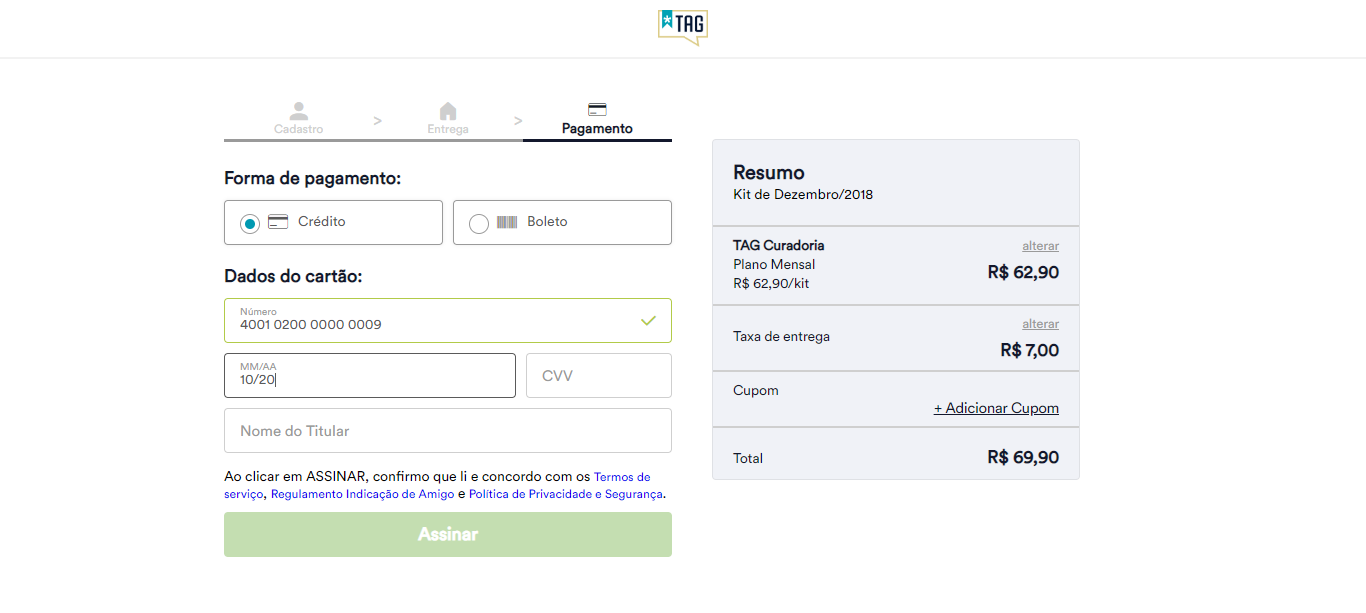 TAG
Cadastro > Entrega > Pagamento
Forma de pagamento:
Crédito
Boleto
Dados do cartão:
Número
4001 0200 0000 0009
MM/AA
10/20
CVV
Nome do Titular
Ao clicar em ASSINAR, confirmo que li e concordo com os Termos de
serviço, Regulamento Indicação de Amigo e Política de Privacidade e Segurança.
Assinar
Resumo
Kit de Dezembro/2018
TAG Curadoria
alterar
Plano Mensal
R$ 62,90
R$ 62,90/kit
alterar
Taxa de entrega
R$ 7,00
Cupom
+ Adicionar Cupom
Total
R$ 69,90